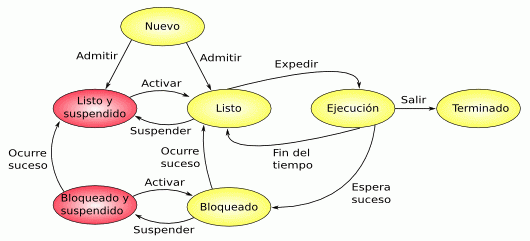 Nuevo
Admitir
Admitir
Expedir
Activar
Listo y
suspendido
Listo
Ejecución
Salir
Terminado
Suspender
Ocurre
suceso
Ocurre
suceso
Fin del
tiempo
Activar
Espera
suceso
Bloqueado y
suspendido
Bloqueado
Suspender